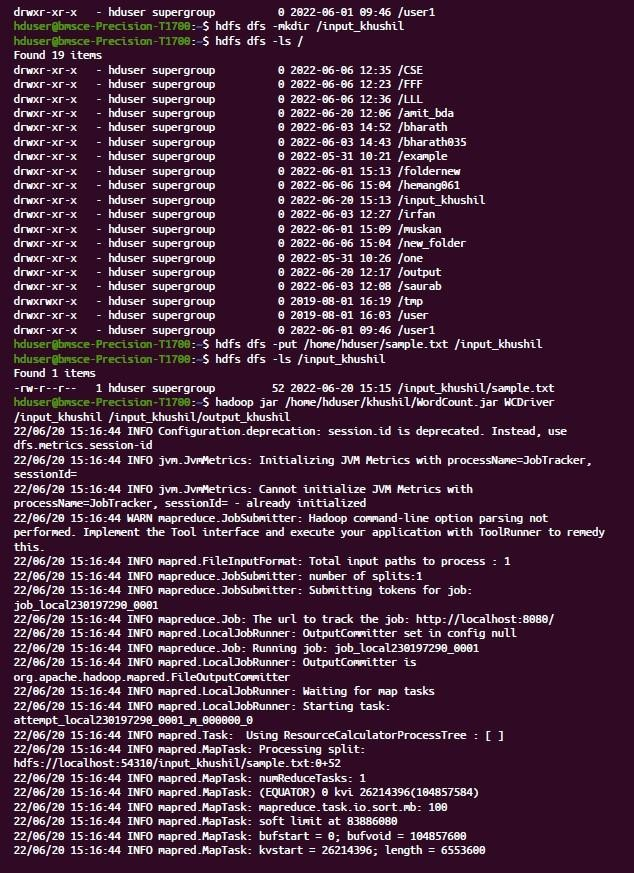 drwxr-xr-x   - hduser supergroup          0 2022-06-01 09:46 /user1
hduser@bmsce-Precision-T1700:~$ hdfs dfs -mkdir /input_khushil
hduser@bmsce-Precision-T1700:~$ hdfs dfs -ls /
Found 19 items
drwxr-xr-x   - hduser supergroup          0 2022-06-06 12:35 /CSE
drwxr-xr-x   - hduser supergroup          0 2022-06-06 12:23 /FFF
drwxr-xr-x   - hduser supergroup          0 2022-06-06 12:36 /LLL
drwxr-xr-x   - hduser supergroup          0 2022-06-20 12:06 /amit_bda
drwxr-xr-x   - hduser supergroup          0 2022-06-03 14:52 /bharath
drwxr-xr-x   - hduser supergroup          0 2022-06-03 14:43 /bharath035
drwxr-xr-x   - hduser supergroup          0 2022-05-31 10:21 /example
drwxr-xr-x   - hduser supergroup          0 2022-06-01 15:13 /foldernew
drwxr-xr-x   - hduser supergroup          0 2022-06-06 15:04 /hemang061
drwxr-xr-x   - hduser supergroup          0 2022-06-20 15:13 /input_khushil
drwxr-xr-x   - hduser supergroup          0 2022-06-03 12:27 /irfan
drwxr-xr-x   - hduser supergroup          0 2022-06-01 15:09 /muskan
drwxr-xr-x   - hduser supergroup          0 2022-06-06 15:04 /new_folder
drwxr-xr-x   - hduser supergroup          0 2022-05-31 10:26 /one
drwxr-xr-x   - hduser supergroup          0 2022-06-20 12:17 /output
drwxr-xr-x   - hduser supergroup          0 2022-06-03 12:08 /saurab
drwxrwxr-x   - hduser supergroup          0 2019-08-01 16:19 /tmp
drwxr-xr-x   - hduser supergroup          0 2019-08-01 16:03 /user
drwxr-xr-x   - hduser supergroup          0 2022-06-01 09:46 /user1
hduser@bmsce-Precision-T1700:~$ hdfs dfs -put /home/hduser/sample.txt /input_khushil
hduser@bmsce-Precision-T1700:~$ hdfs dfs -ls /input_khushil
Found 1 items
-rw-r--r--   1 hduser supergroup         52 2022-06-20 15:15 /input_khushil/sample.txt
hduser@bmsce-Precision-T1700:~$ hadoop jar /home/hduser/khushil/WordCount.jar WCDriver
/input_khushil /input_khushil/output_khushil
22/06/20 15:16:44 INFO Configuration.deprecation: session.id is deprecated. Instead, use
dfs.metrics.session-id
22/06/20 15:16:44 INFO jvm.JvmMetrics: Initializing JVM Metrics with processName=JobTracker,
sessionId=
22/06/20 15:16:44 INFO jvm.JvmMetrics: Cannot initialize JVM Metrics with
processName=JobTracker, sessionId= - already initialized
22/06/20 15:16:44 WARN mapreduce.JobSubmitter: Hadoop command-line option parsing not
performed. Implement the Tool interface and execute your application with ToolRunner to remedy
this.
22/06/20 15:16:44 INFO mapred.FileInputFormat: Total input paths to process : 1
22/06/20 15:16:44 INFO mapreduce.JobSubmitter: number of splits:1
22/06/20 15:16:44 INFO mapreduce.JobSubmitter: Submitting tokens for job:
job_local230197290_0001
22/06/20 15:16:44 INFO mapreduce.Job: The url to track the job: http://localhost:8080/
22/06/20 15:16:44 INFO mapred.LocalJobRunner: OutputCommitter set in config null
22/06/20 15:16:44 INFO mapreduce.Job: Running job: job_local230197290_0001
22/06/20 15:16:44 INFO mapred.LocalJobRunner: OutputCommitter is
org.apache.hadoop.mapred.FileOutputCommitter
22/06/20 15:16:44 INFO mapred.LocalJobRunner: Waiting for map tasks
22/06/20 15:16:44 INFO mapred.LocalJobRunner: Starting task:
attempt_local230197290_0001_m_000000_0
22/06/20 15:16:44 INFO mapred.Task:  Using ResourceCalculatorProcessTree : [ ]
22/06/20 15:16:44 INFO mapred.MapTask: Processing split:
hdfs://localhost:54310/input_khushil/sample.txt:0+52
22/06/20 15:16:44 INFO mapred.MapTask: numReduceTasks: 1
22/06/20 15:16:44 INFO mapred.MapTask: (EQUATOR) 0 kvi 26214396(104857584)
22/06/20 15:16:44 INFO mapred.MapTask: mapreduce.task.io.sort.mb: 100
22/06/20 15:16:44 INFO mapred.MapTask: soft limit at 83886080
22/06/20 15:16:44 INFO mapred.MapTask: bufstart = 0; bufvoid = 104857600
22/06/20 15:16:44 INFO mapred.MapTask: kvstart = 26214396; length = 6553600